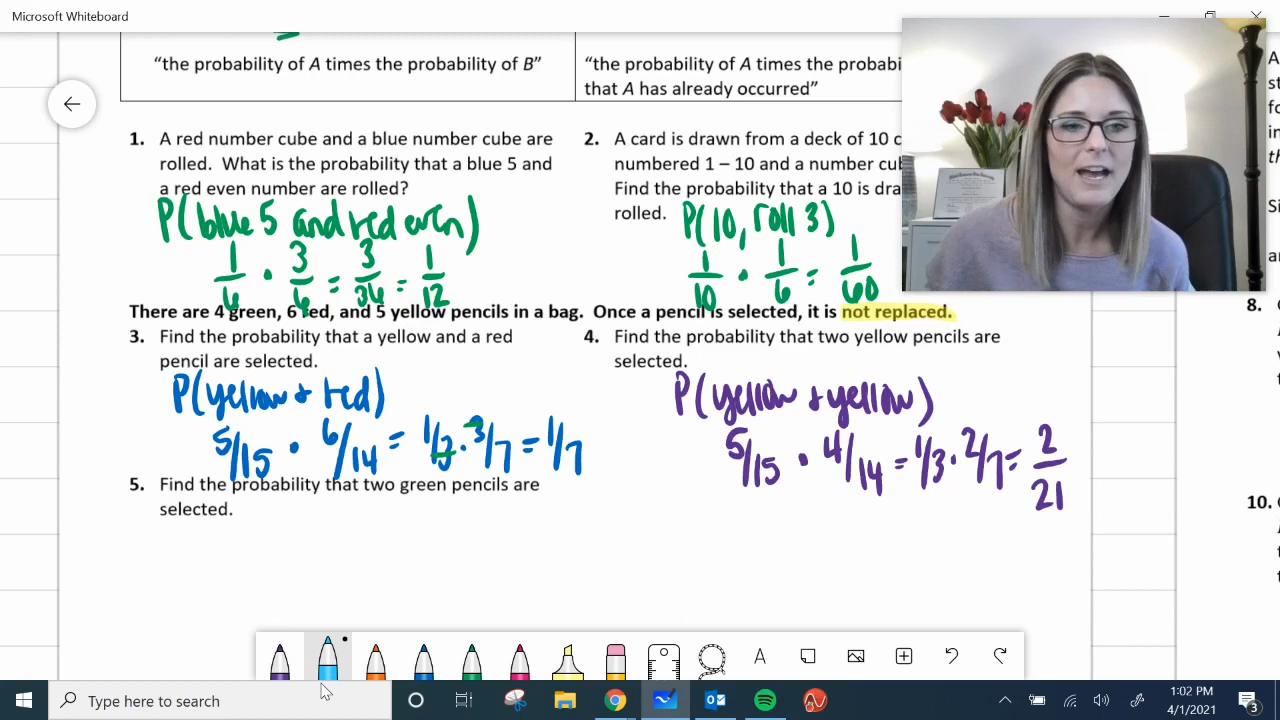 Microsoft Whiteboard
“the probability of A times the probability of B”
“the probability of A times the probabi
that A has already occurred”
1. A red number cube and a blue number cube are
rolled. What is the probability that a blue 5 and
a red even number are rolled?
P(blue 5 and red even)
1/6 · 3/6 = 3/36 = 1/12
2. A card is drawn from a deck of 10 c
numbered 1 – 10 and a number cu
Find the probability that a 10 is dra
rolled.
P(10, roll 3)
1/10 · 1/6 = 1/60
There are 4 green, 6 red, and 5 yellow pencils in a bag. Once a pencil is selected, it is not replaced.
3. Find the probability that a yellow and a red
pencil are selected.
P(yellow + red)
5/15 · 6/14 = 1/3 · 3/7 = 1/7
4. Find the probability that two yellow pencils are
selected.
P(yellow + yellow)
5/15 · 4/14 = 1/3 · 2/7 = 2/21
5. Find the probability that two green pencils are
selected.
A
st
fo
in
th
Si
ar
8.
10.
A
Type here to search
1:02 PM
4/1/2021
3